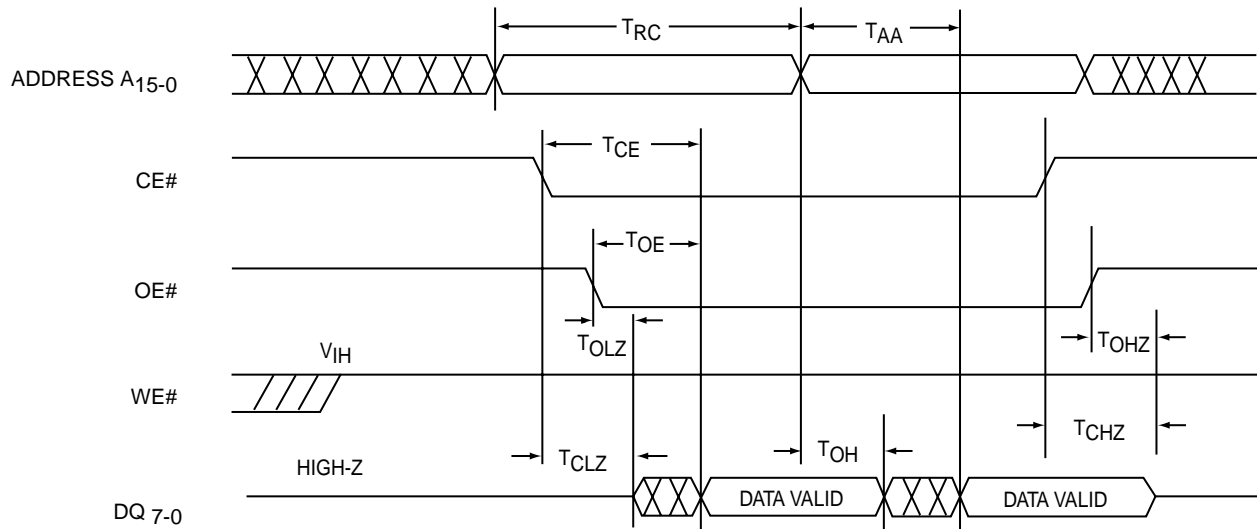 TRC
TAA
ADDRESS A15-0
TCE
CE#
TOE
OE#
TOLZ
TOHZ
VIH
WE#
TCHZ
TCLZ
TOH
HIGH-Z
DATA VALID
DATA VALID
DQ 7-0